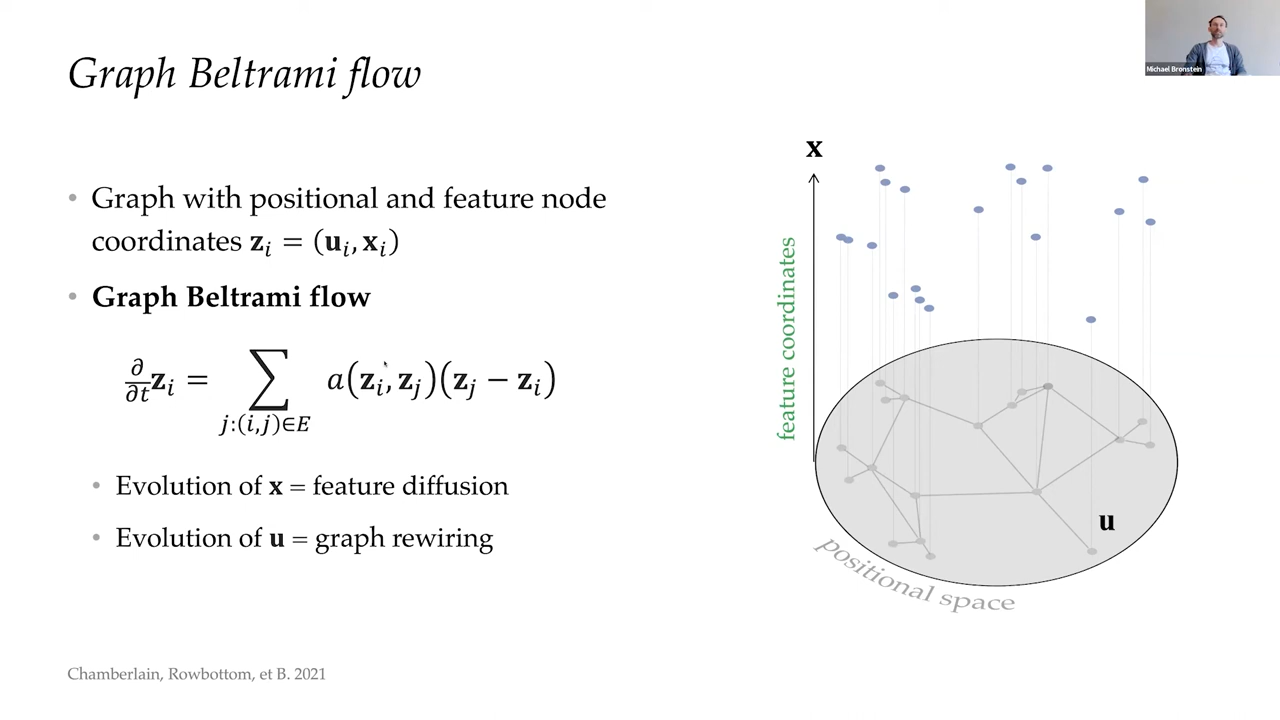 Graph Beltrami flow
Michael Bronstein
• Graph with positional and feature node
coordinates 𝐳ᵢ = (𝐮ᵢ, 𝐱ᵢ)
• Graph Beltrami flow
∂/∂t 𝐳ᵢ = ∑ a(𝐳ᵢ, 𝐳ⱼ)(𝐳ⱼ − 𝐳ᵢ)
j:(i,j)∈E
• Evolution of 𝐱 = feature diffusion
• Evolution of 𝐮 = graph rewiring
𝐱
feature coordinates
𝐮
positional space
Chamberlain, Rowbottom, et B. 2021